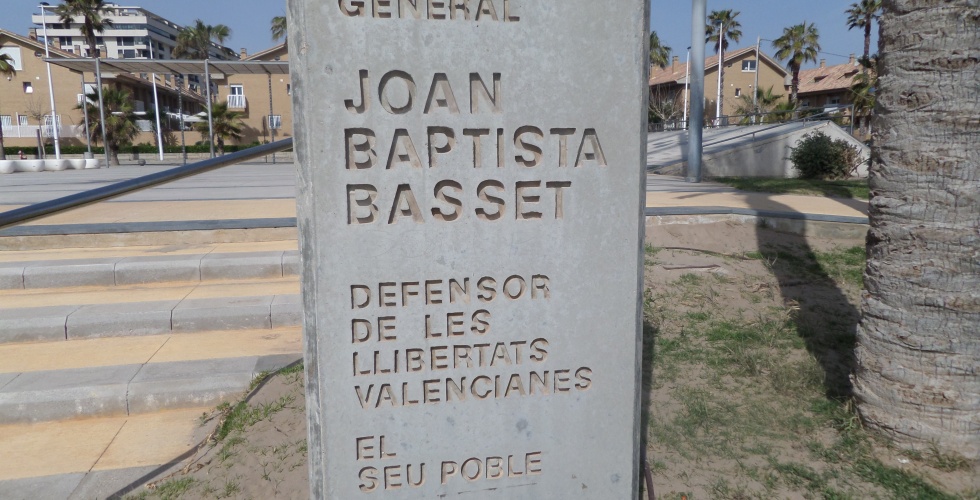 GENERAL
JOAN
BAPTISTA
BASSET
DEFENSOR
DE LES
LLIBERTATS
VALENCIANES
EL
SEU POBLE